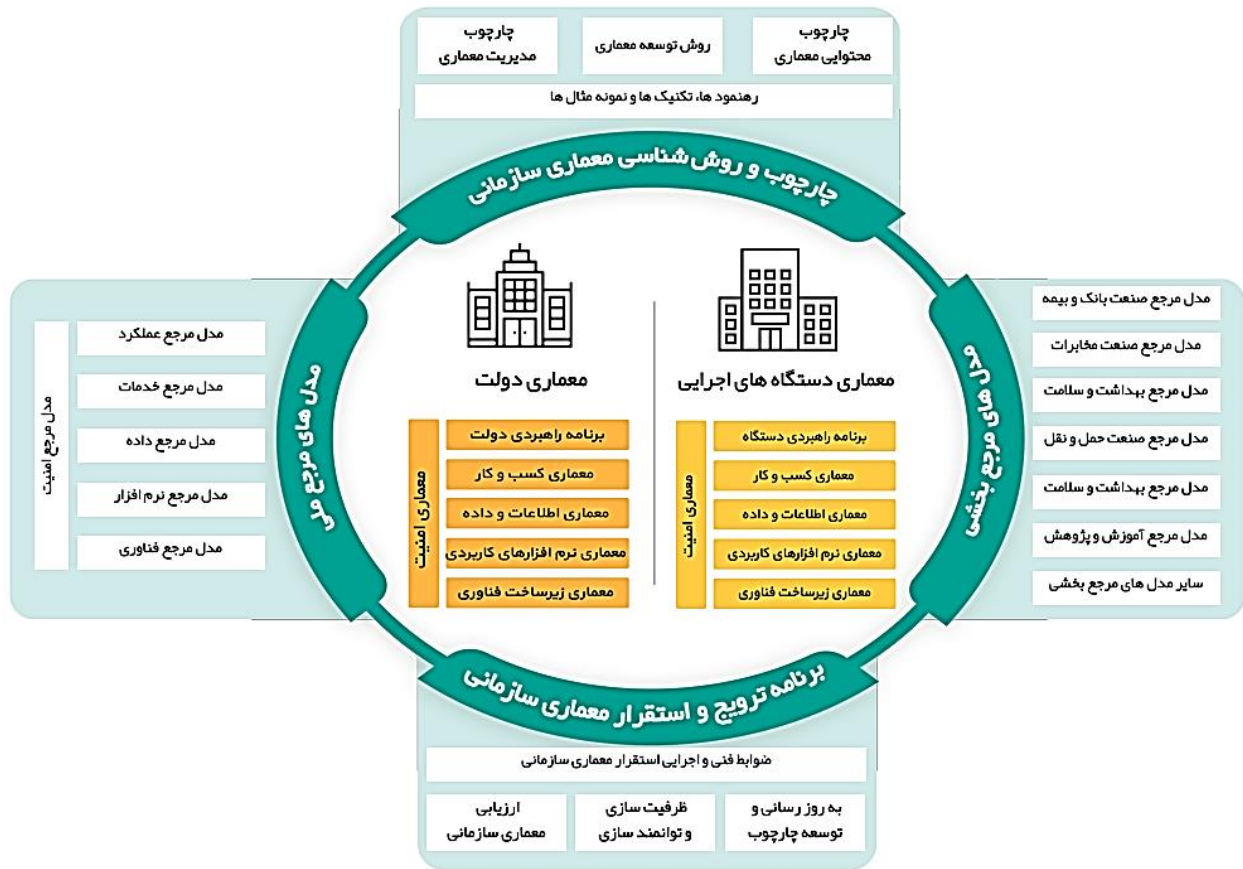 چارچوب
محتوایی معماری
روش توسعه معماری
چارچوب
مدیریت معماری
رهنمود ها، تکنیک ها و نمونه مثال ها
چارچوب و روش شناسی معماری سازمانی
مدل های مرجع بخشی
مدل مرجع صنعت بانک و بیمه
مدل مرجع صنعت مخابرات
مدل مرجع بهداشت و سلامت
مدل مرجع صنعت حمل و نقل
مدل مرجع بهداشت و سلامت
مدل مرجع آموزش و پژوهش
سایر مدل های مرجع بخشی
معماری دستگاه های اجرایی
برنامه راهبردی دستگاه
معماری کسب و کار
معماری اطلاعات و داده
معماری نرم افزارهای کاربردی
معماری زیرساخت فناوری
معماری امنیت
معماری دولت
برنامه راهبردی دولت
معماری کسب و کار
معماری اطلاعات و داده
معماری نرم افزارهای کاربردی
معماری زیرساخت فناوری
معماری امنیت
مدل های مرجع ملی
مدل مرجع عملکرد
مدل مرجع خدمات
مدل مرجع داده
مدل مرجع نرم افزار
مدل مرجع فناوری
مدل مرجع امنیت
برنامه ترویج و استقرار معماری سازمانی
ضوابط فنی و اجرایی استقرار معماری سازمانی
به روز رسانی و
توسعه چارچوب
ظرفیت سازی
و توانمند سازی
ارزیابی
معماری سازمانی